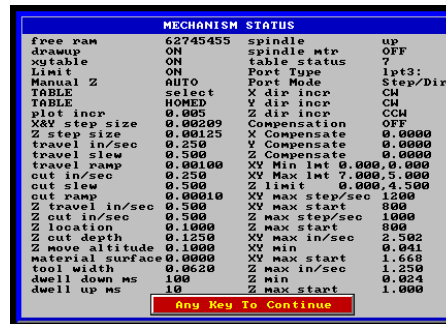 MECHANISM STATUS
free ram 62745455 spindle up
drawup ON spindle mtr OFF
xytable ON table status 7
Limit ON Port Type lpt3:
Manual Z AUTO Port Mode Step/Dir
TABLE select X dir incr CW
TABLE HOMED Y dir incr CW
plot incr 0.005 Z dir incr CCW
X&Y step size 0.00209 Compensation OFF
Z step size 0.00125 X Compensate 0.0000
travel in/sec 0.250 Y Compensate 0.0000
travel slew 0.500 Z Compensate 0.0000
travel ramp 0.00100 XY Min lmt 0.000,0.000
cut in/sec 0.250 XY Max lmt 7.000,5.000
cut slew 0.500 Z limit 0.000,4.500
cut ramp 0.00010 XY max step/sec 1200
Z travel in/sec 0.500 XY max start 800
Z cut in/sec 0.500 Z max step/sec 1000
Z location 0.1000 Z max start 800
Z cut depth 0.1250 XY max in/sec 2.502
Z move altitude 0.1000 XY min 0.041
material surface 0.0000 XY max start 1.668
tool width 0.0620 Z max in/sec 1.250
dwell down ms 100 Z min 0.024
dwell up ms 10 Z max start 1.000
Any Key To Continue